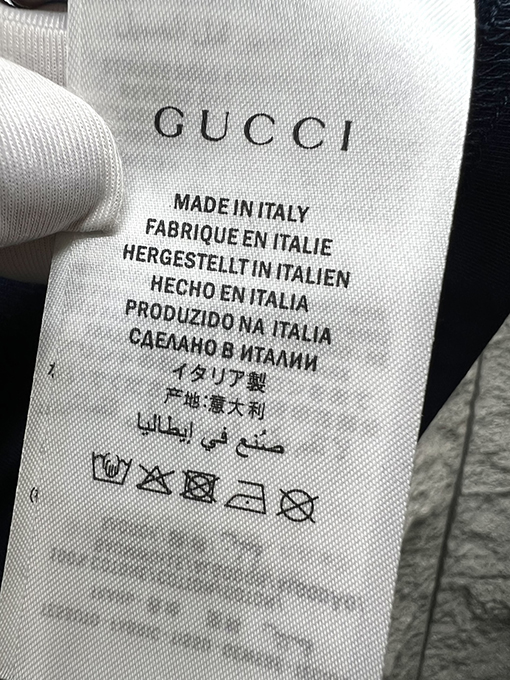 GUCCI
MADE IN ITALY
FABRIQUE EN ITALIE
HERGESTELLT IN ITALIEN
HECHO EN ITALIA
PRODUZIDO NA ITALIA
СДЕЛАНО В ИТАЛИИ
イタリア製
产地:意大利
صُنع في إيطاليا